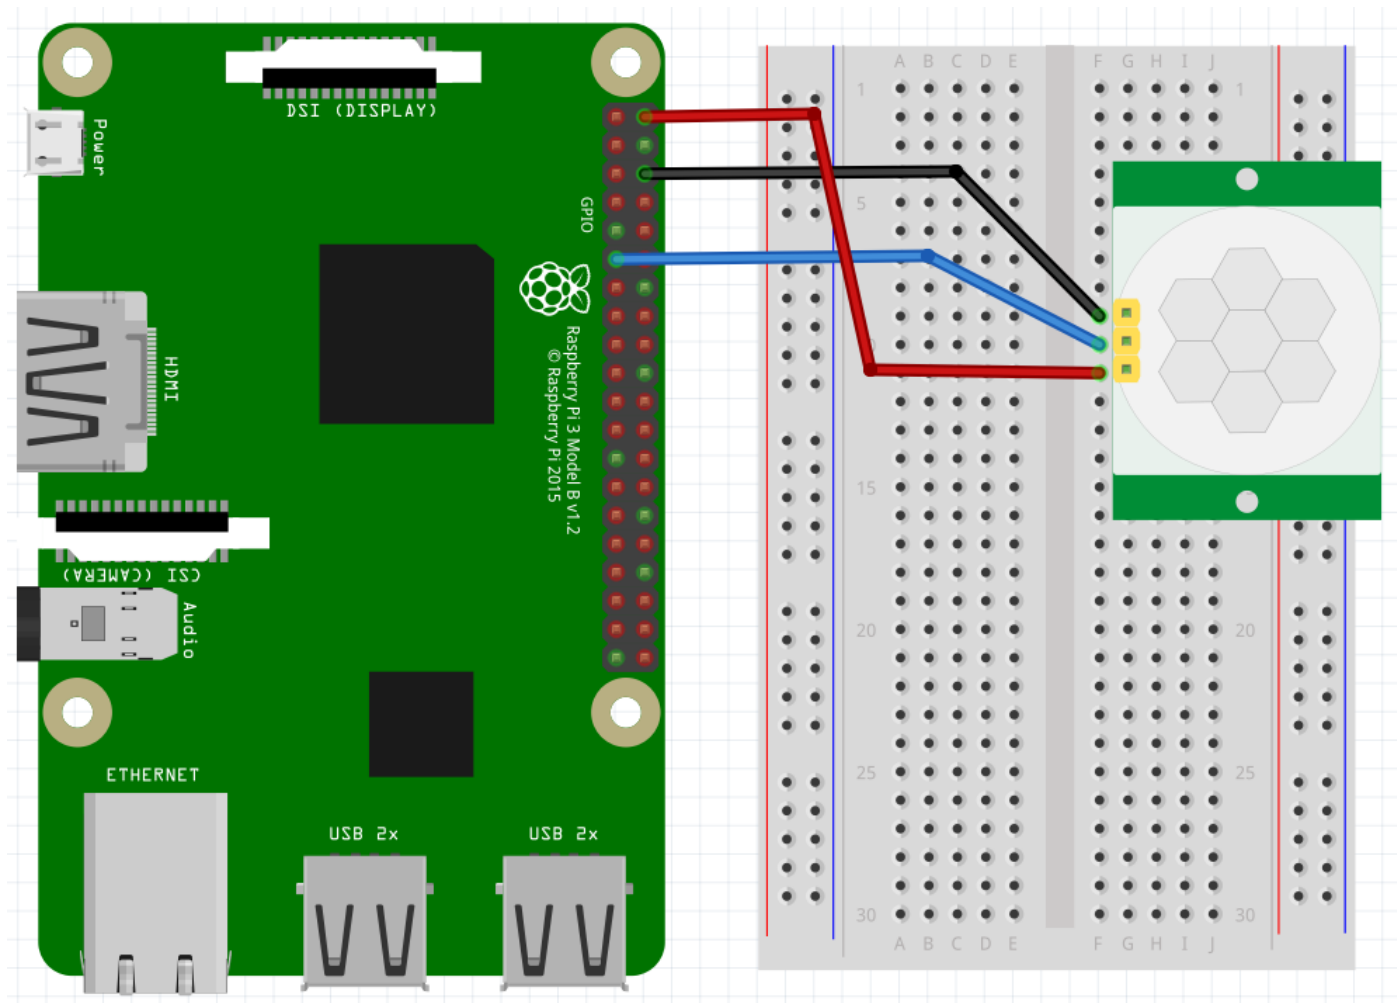 DSI (DISPLAY)
Power
GPIO
HDMI
Raspberry Pi 3 Model B v1.2
© Raspberry Pi 2015
CSI (CAMERA)
Audio
ETHERNET
USB 2x
USB 2x
A B C D E F G H I J
1 1
5
15
20 20
25 25
30 30
A B C D E F G H I J